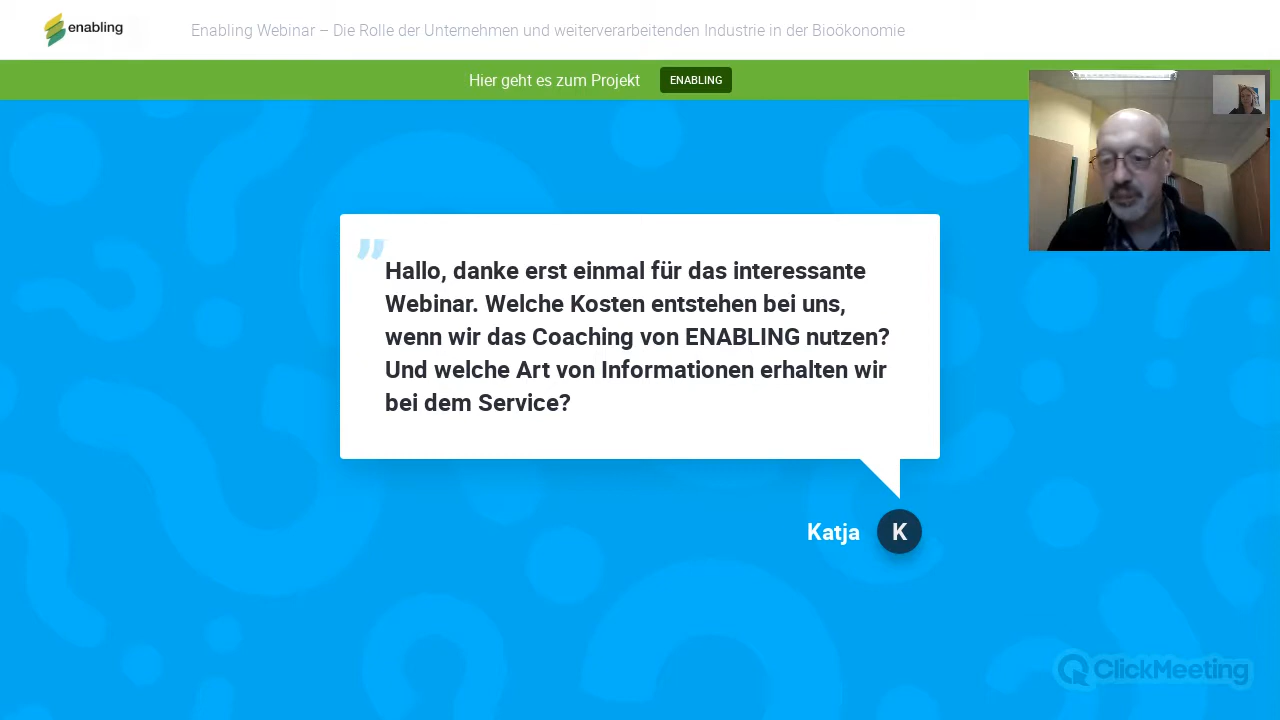 enabling
Enabling Webinar – Die Rolle der Unternehmen und weiterverarbeitenden Industrie in der Bioökonomie
Hier geht es zum Projekt
ENABLING
Hallo, danke erst einmal für das interessante
Webinar. Welche Kosten entstehen bei uns,
wenn wir das Coaching von ENABLING nutzen?
Und welche Art von Informationen erhalten wir
bei dem Service?
Katja
K
ClickMeeting